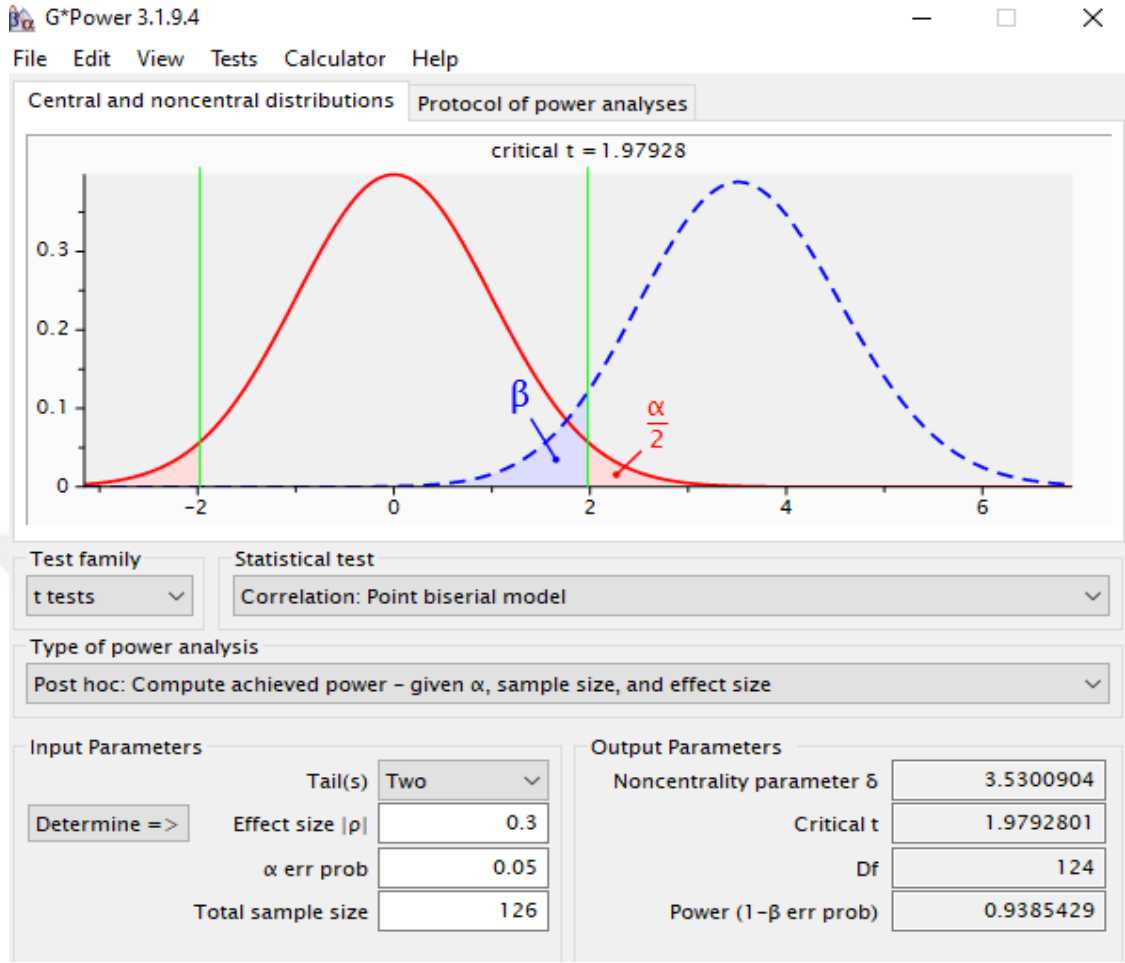 G*Power 3.1.9.4
File Edit View Tests Calculator Help
Central and noncentral distributions Protocol of power analyses
critical t = 1.97928
0.3
0.2
0.1
0
β
α
2
-2 0 2 4 6
Test family Statistical test
t tests Correlation: Point biserial model
Type of power analysis
Post hoc: Compute achieved power – given α, sample size, and effect size
Input Parameters Output Parameters
Tail(s) Two Noncentrality parameter δ 3.5300904
Determine => Effect size |ρ| 0.3 Critical t 1.9792801
α err prob 0.05 Df 124
Total sample size 126 Power (1-β err prob) 0.9385429